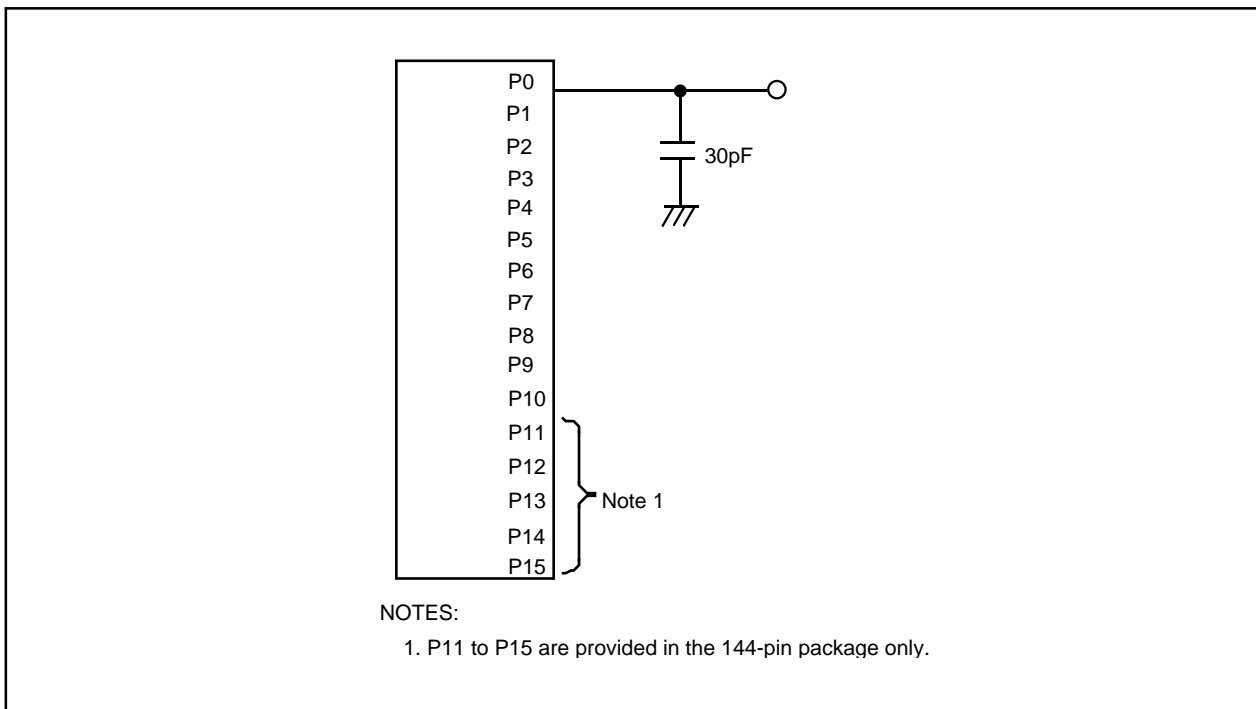 P0
P1
P2
30pF
P3
P4
P5
P6
P7
P8
P9
P10
P11
P12
P13 Note 1
P14
P15
NOTES:
1. P11 to P15 are provided in the 144-pin package only.